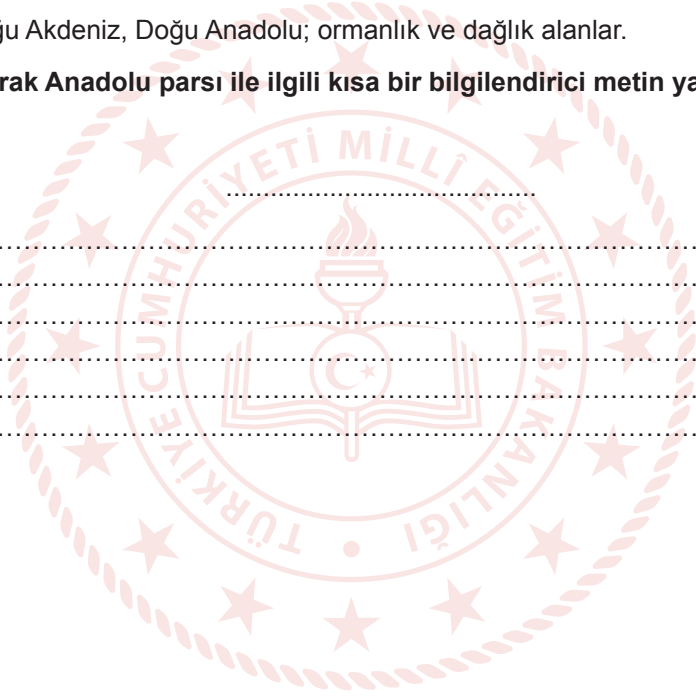 ğu Akdeniz, Doğu Anadolu; ormanlık ve dağlık alanlar.
rak Anadolu parsı ile ilgili kısa bir bilgilendirici metin ya
TÜRKİYE CUMHURİYETİ MİLLÎ EĞİTİM BAKANLIĞI